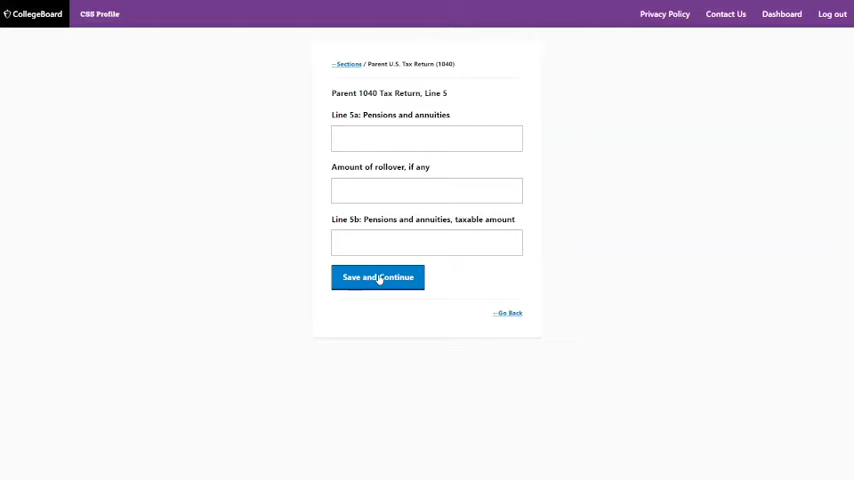 CollegeBoard CSS Profile Privacy Policy Contact Us Dashboard Log out
←Sections / Parent U.S. Tax Return (1040)
Parent 1040 Tax Return, Line 5
Line 5a: Pensions and annuities
Amount of rollover, if any
Line 5b: Pensions and annuities, taxable amount
Save and Continue
←Go Back